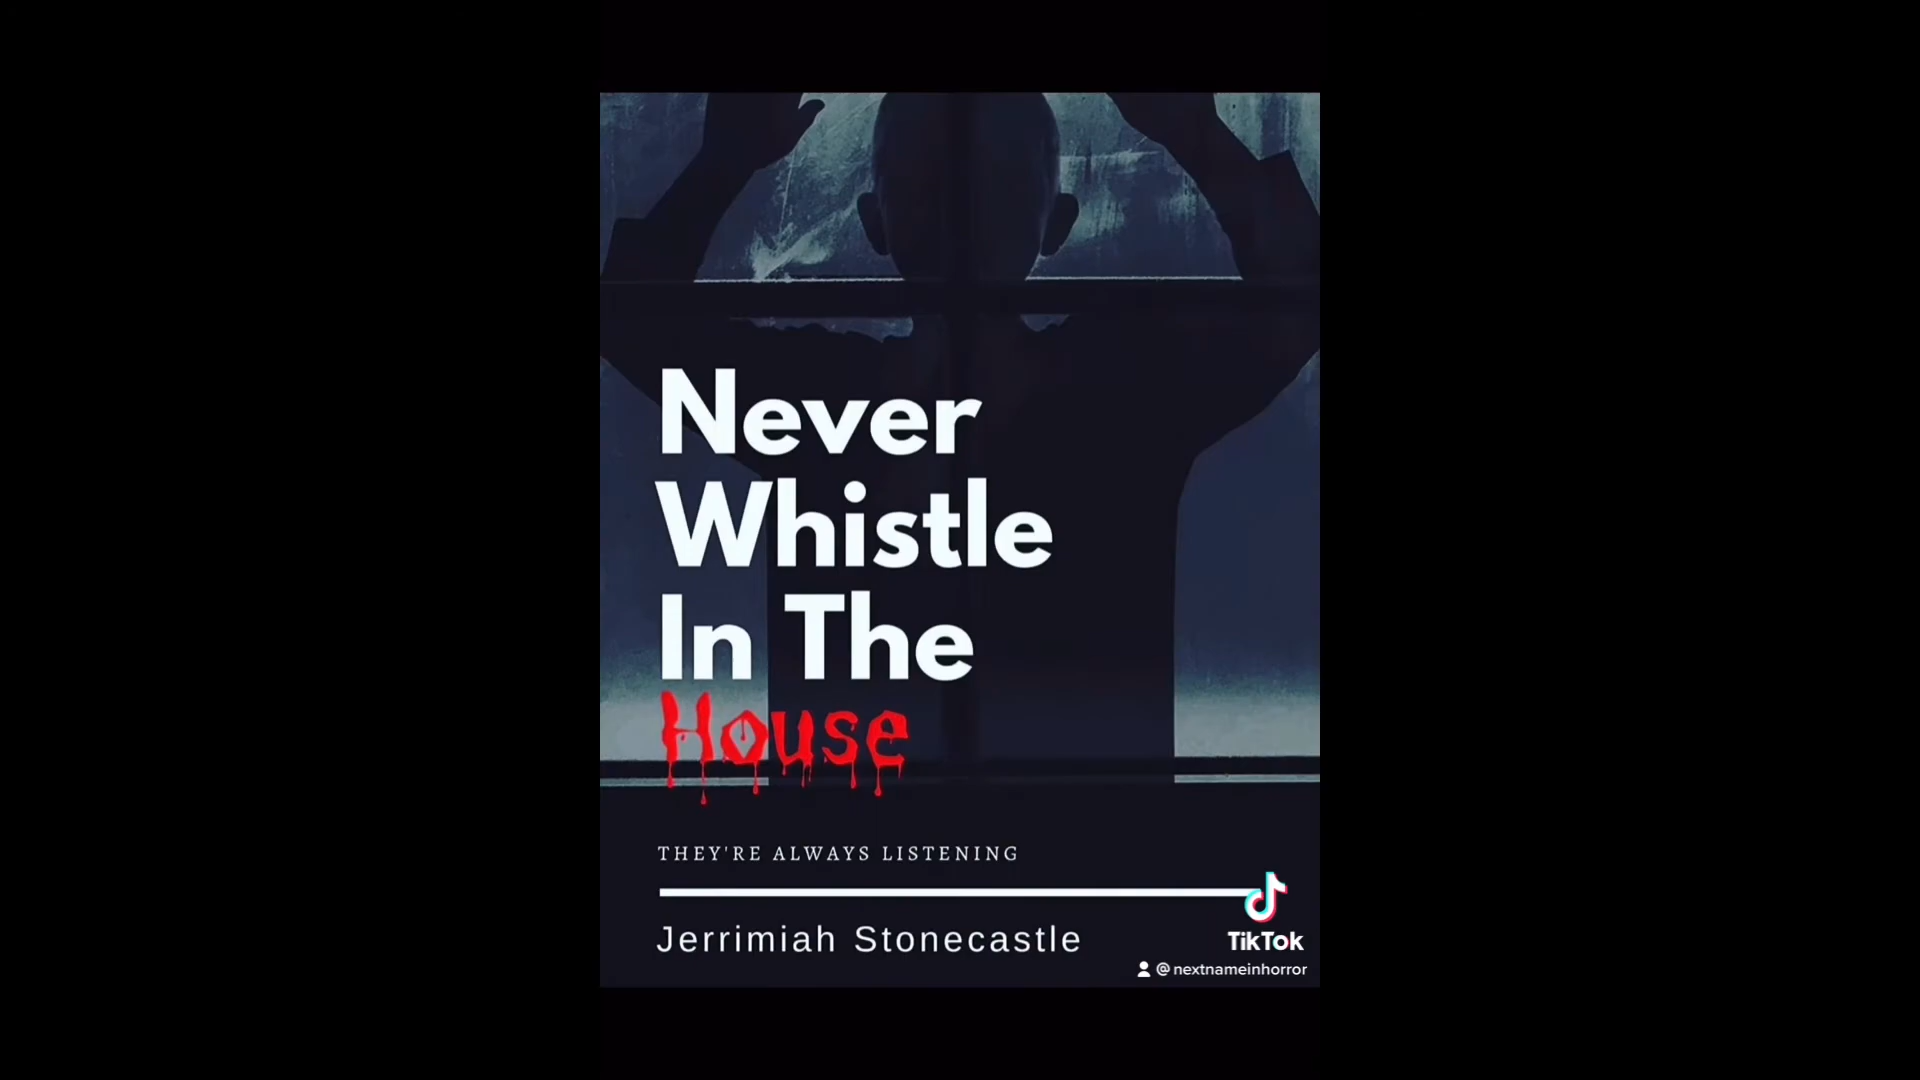 Never
Whistle
In The
House
THEY'RE ALWAYS LISTENING
Jerrimiah Stonecastle
TikTok
@nextnameinhorror